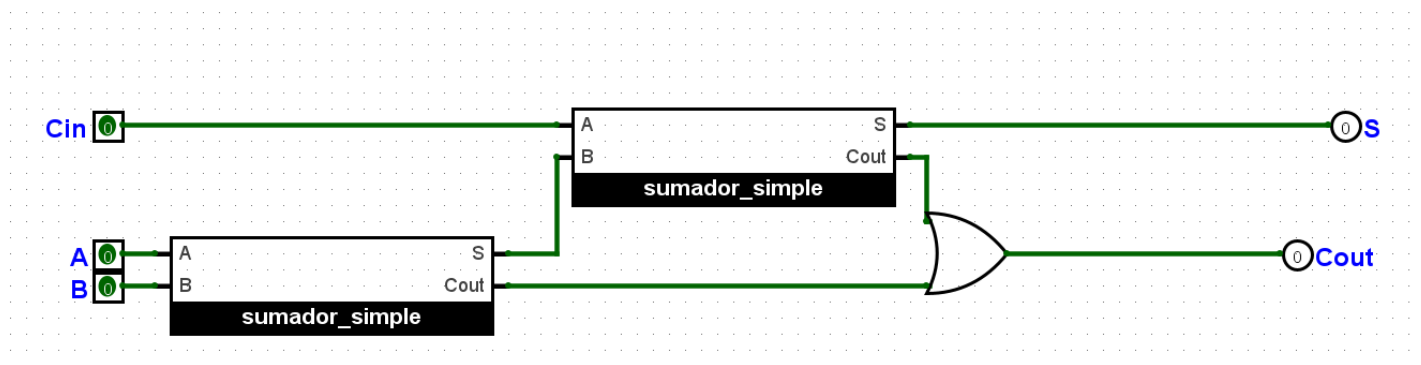 Cin 0 A S 0 S
B Cout
sumador_simple
A 0 A S 0 Cout
B 0 B Cout
sumador_simple